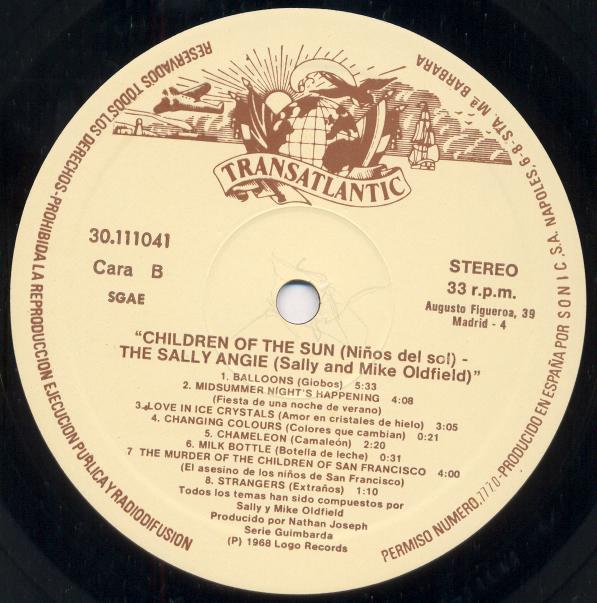 RESERVADOS TODOS LOS DERECHOS-PROHIBIDA LA REPRODUCCION EJECUCION PUBLICA Y RADIODIFUSION
TRANSATLANTIC
30.111041
Cara B
SGAE
STEREO
33 r.p.m.
Augusto Figueroa, 39
Madrid - 4
"CHILDREN OF THE SUN (Niños del sol) -
THE SALLY ANGIE (Sally and Mike Oldfield)"
1. BALLOONS (Globos) 5:33
2. MIDSUMMER NIGHT'S HAPPENING 4:08
(Fiesta de una noche de verano)
3. LOVE IN ICE CRYSTALS (Amor en cristales de hielo) 3:05
4. CHANGING COLOURS (Colores que cambian) 0:21
5. CHAMELEON (Camaleón) 2:20
6. MILK BOTTLE (Botella de leche) 0:31
7 THE MURDER OF THE CHILDREN OF SAN FRANCISCO 4:00
(El asesino de los niños de San Francisco)
8. STRANGERS (Extraños) 1:10
Todos los temas han sido compuestos por
Sally y Mike Oldfield
Producido por Nathan Joseph
Serie Guimbarda
(P) 1968 Logo Records
PERMISO NUMERO.7770-PRODUCIDO EN ESPAÑA POR SONIC,S.A. NAPOLES,6-8-STA. Mª BARBARA